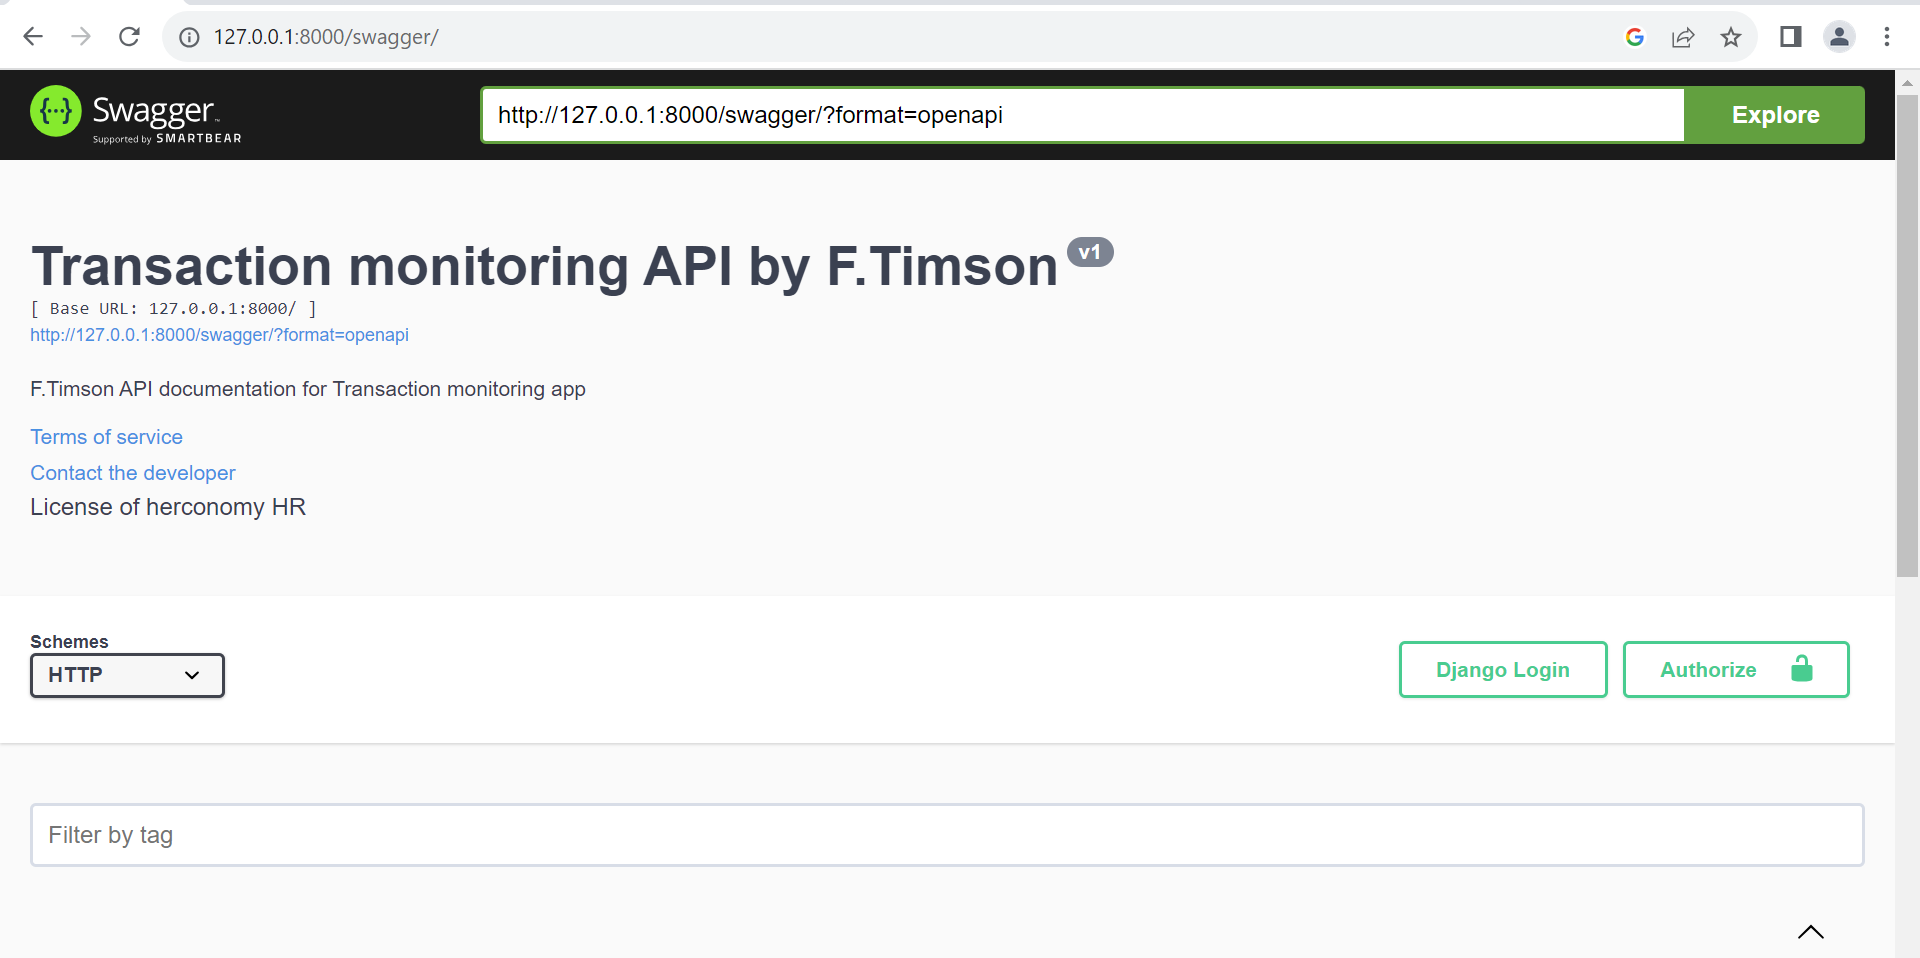 127.0.0.1:8000/swagger/
{···} Swagger™
Supported by SMARTBEAR
http://127.0.0.1:8000/swagger/?format=openapi
Explore
Transaction monitoring API by F.Timson v1
[ Base URL: 127.0.0.1:8000/ ]
http://127.0.0.1:8000/swagger/?format=openapi
F.Timson API documentation for Transaction monitoring app
Terms of service
Contact the developer
License of herconomy HR
Schemes
HTTP
Django Login
Authorize
Filter by tag